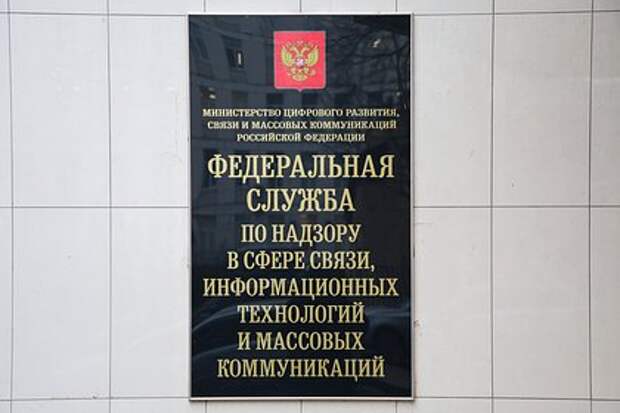 МИНИСТЕРСТВО ЦИФРОВОГО РАЗВИТИЯ,
СВЯЗИ И МАССОВЫХ КОММУНИКАЦИЙ
РОССИЙСКОЙ ФЕДЕРАЦИИ
ФЕДЕРАЛЬНАЯ
СЛУЖБА
ПО НАДЗОРУ
В СФЕРЕ СВЯЗИ,
ИНФОРМАЦИОННЫХ
ТЕХНОЛОГИЙ
И МАССОВЫХ
КОММУНИКАЦИЙ